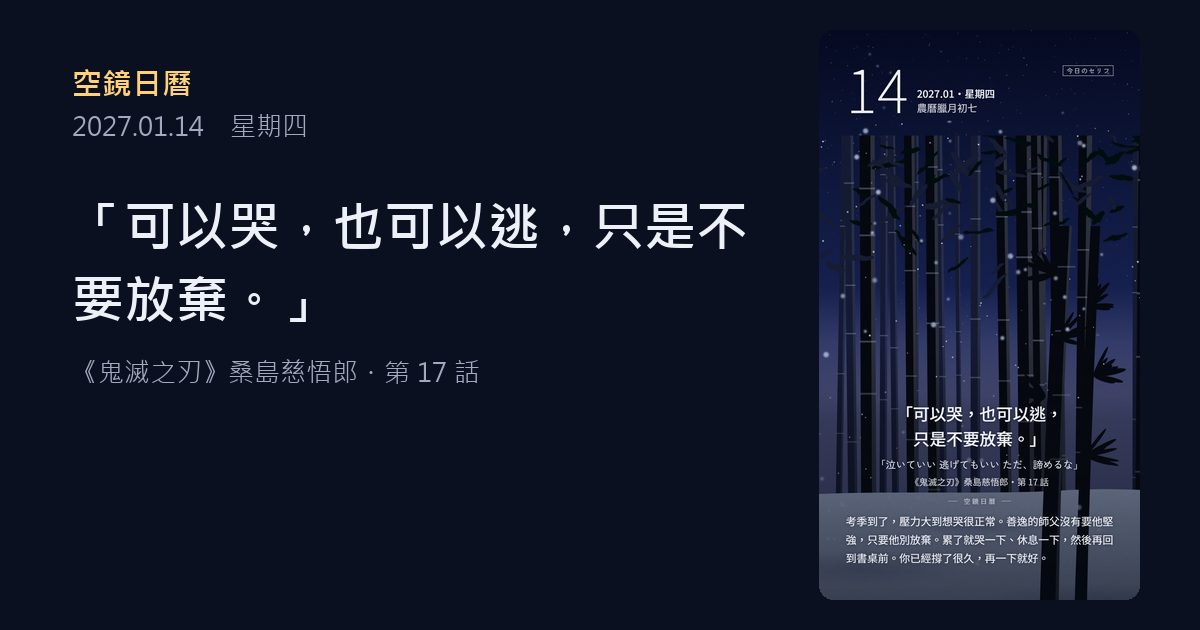 空鏡日曆
2027.01.14 星期四
「可以哭，也可以逃，只是不
要放棄。」
《鬼滅之刃》桑島慈悟郎・第 17 話
今日のセリフ
14
2027.01・星期四
農曆臘月初七
「可以哭，也可以逃，
只是不要放棄。」
「泣いていい 逃げてもいい ただ、諦めるな」
《鬼滅之刃》桑島慈悟郎・第 17 話
— 空鏡日曆 —
考季到了，壓力大到想哭很正常。善逸的師父沒有要他堅
強，只要他別放棄。累了就哭一下、休息一下，然後再回
到書桌前。你已經撐了很久，再一下就好。